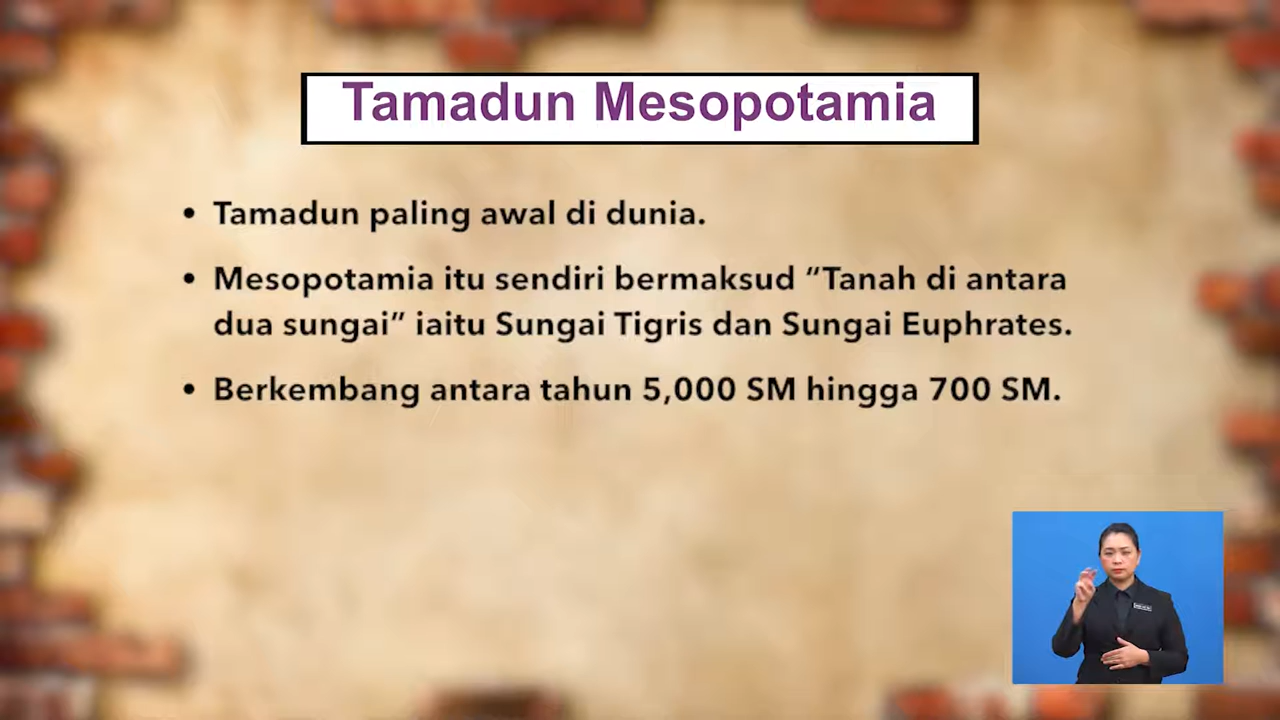 Tamadun Mesopotamia
• Tamadun paling awal di dunia.
• Mesopotamia itu sendiri bermaksud “Tanah di antara
dua sungai” iaitu Sungai Tigris dan Sungai Euphrates.
• Berkembang antara tahun 5,000 SM hingga 700 SM.